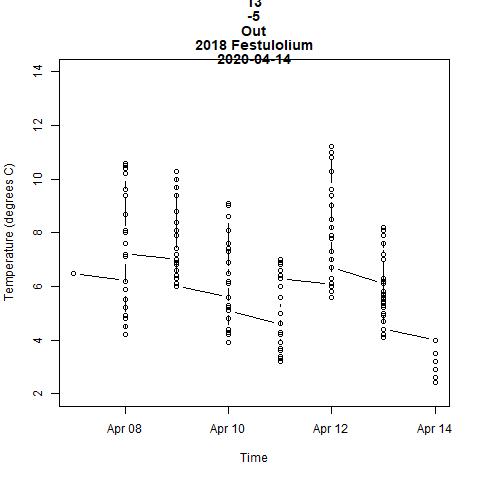 13
-5
Out
2018 Festulolium
2020-04-14
14
12
10
8
6
4
2
Temperature (degrees C)
Apr 08
Apr 10
Apr 12
Apr 14
Time